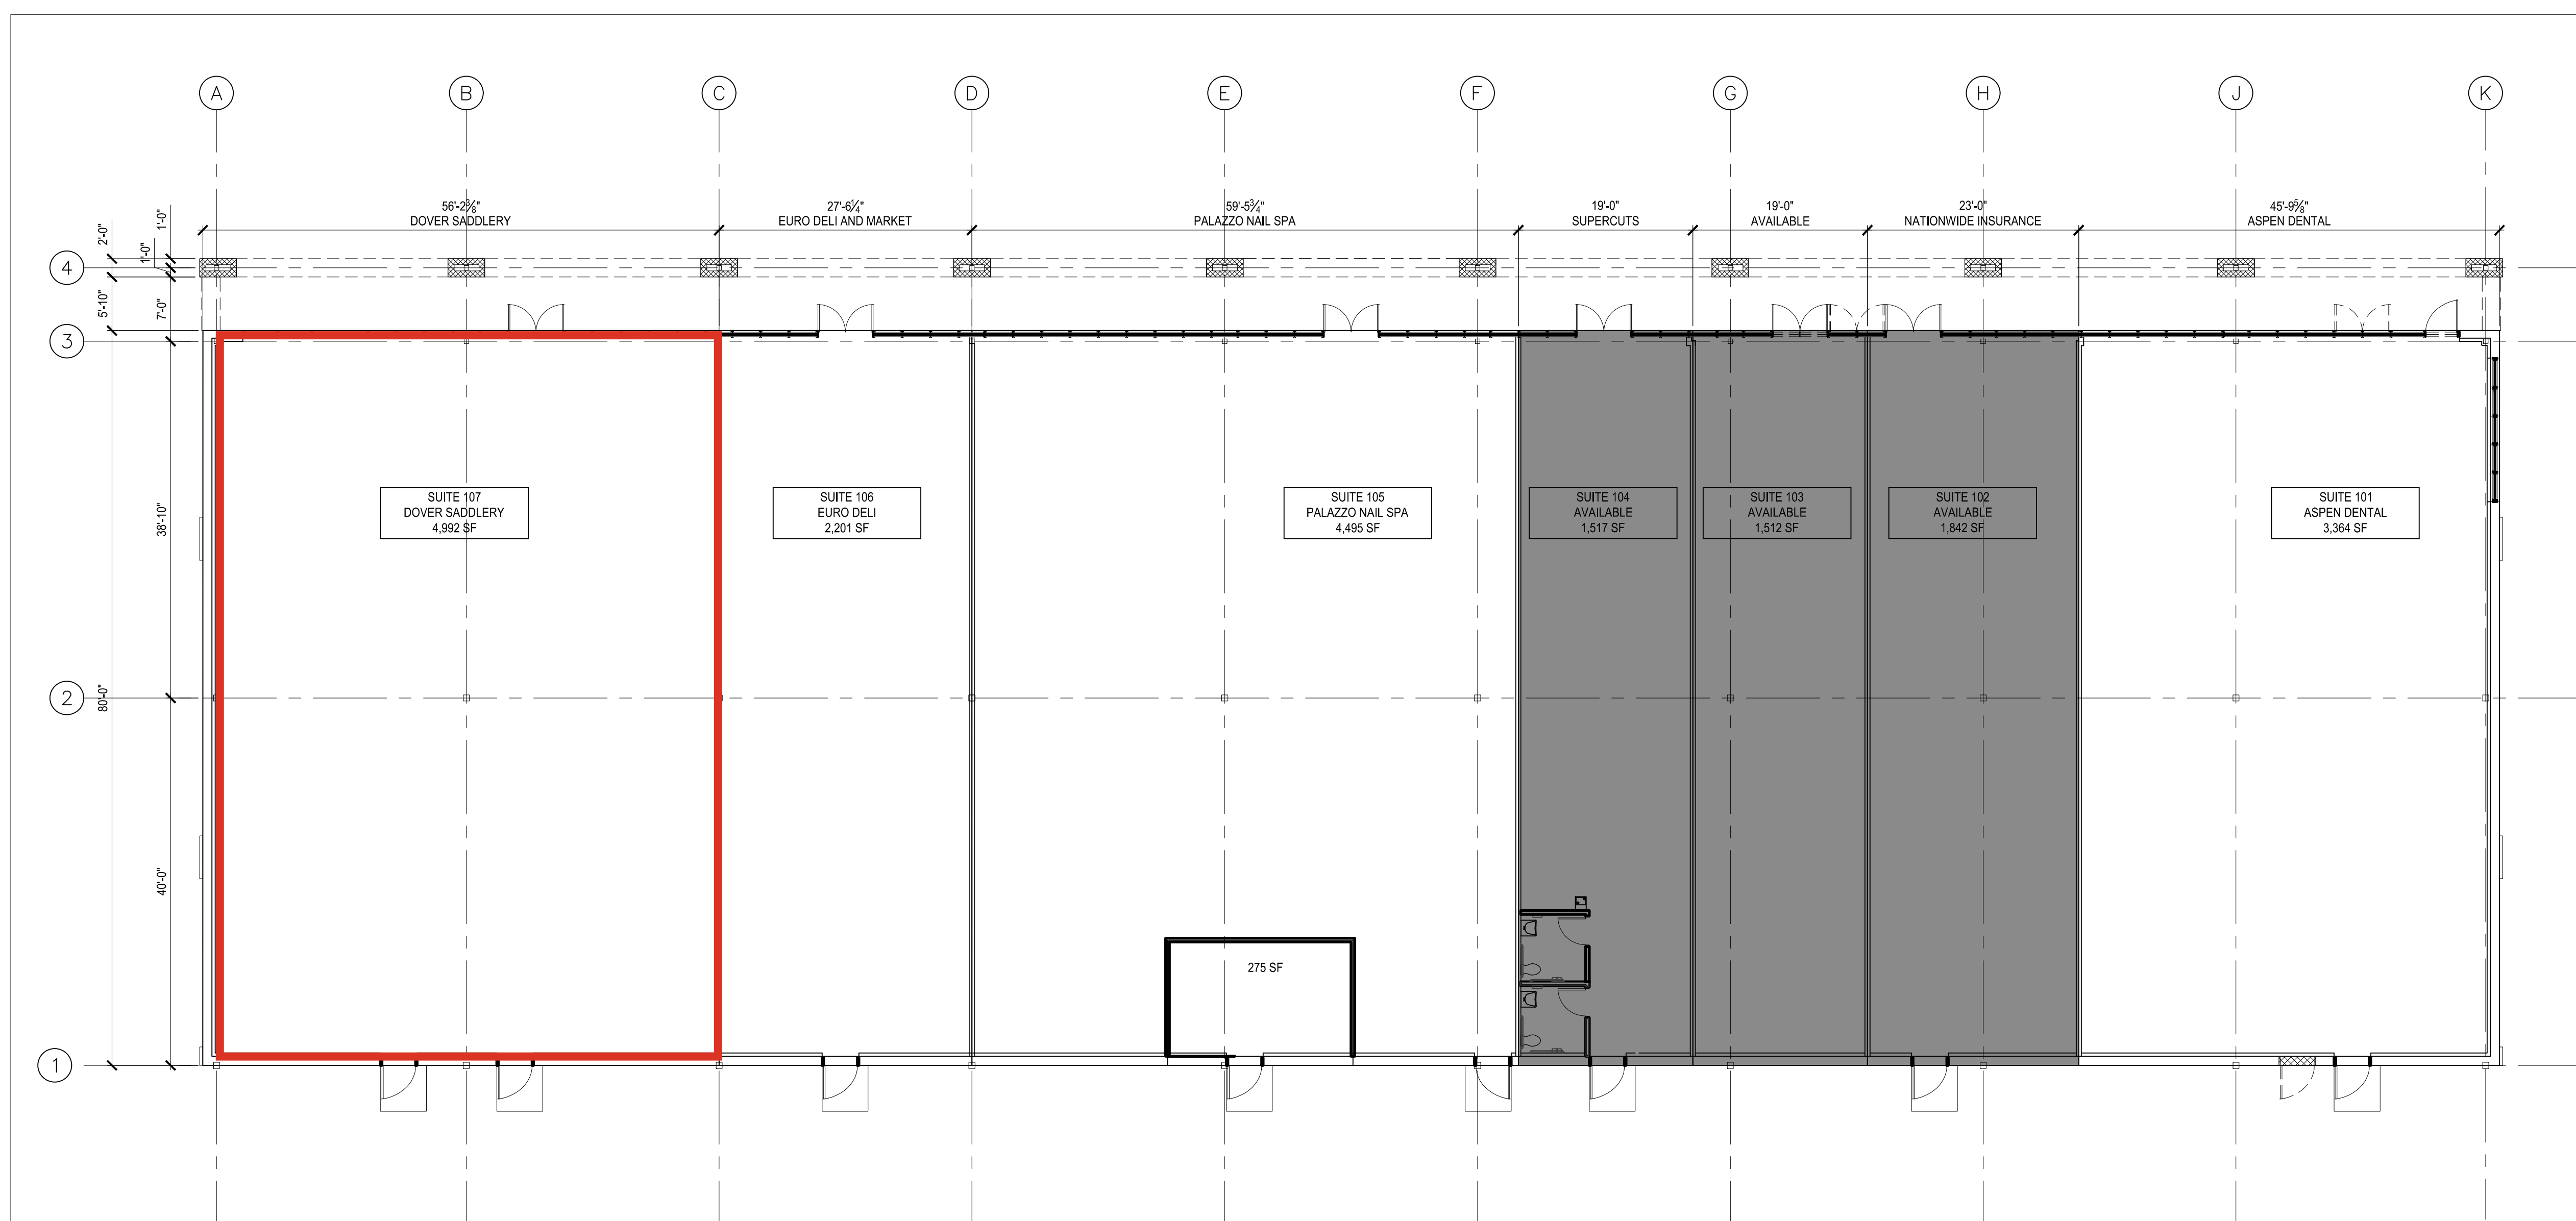 A
B
C
D
E
F
G
H
J
K
56'-2⅜"
DOVER SADDLERY
27'-6¼"
EURO DELI AND MARKET
59'-5¾"
PALAZZO NAIL SPA
19'-0"
SUPERCUTS
19'-0"
AVAILABLE
23'-0"
NATIONWIDE INSURANCE
45'-9⅝"
ASPEN DENTAL
2'-0"
1'-0"
1'-0"
4
5'-10"
7'-0"
3
SUITE 107
DOVER SADDLERY
4,992 SF
SUITE 106
EURO DELI
2,201 SF
SUITE 105
PALAZZO NAIL SPA
4,495 SF
SUITE 104
AVAILABLE
1,517 SF
SUITE 103
AVAILABLE
1,512 SF
SUITE 102
AVAILABLE
1,842 SF
SUITE 101
ASPEN DENTAL
3,364 SF
38'-10"
2
80'-0"
40'-0"
275 SF
1